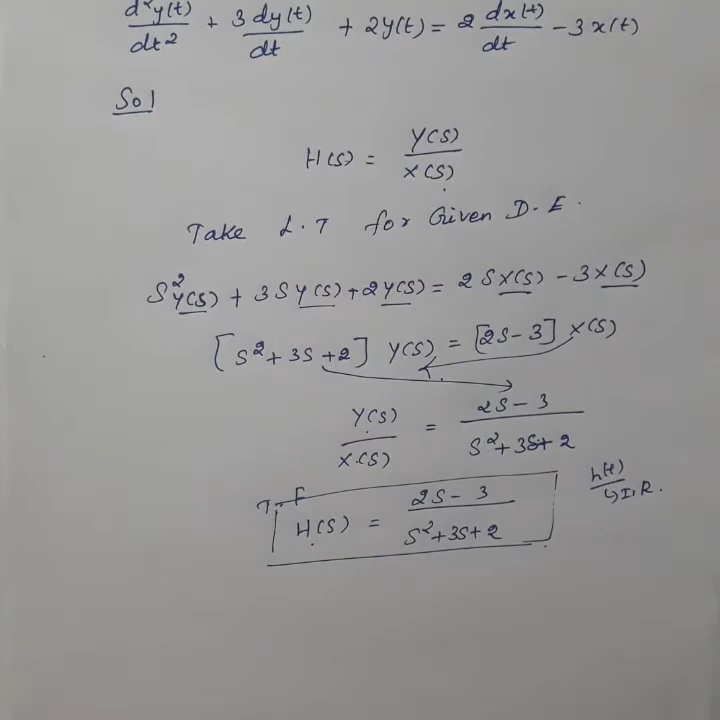 d²y(t)/dt² + 3 dy(t)/dt + 2y(t) = 2 dx(t)/dt - 3x(t)
Sol
H(s) = Y(s)/X(s)
Take L.T for Given D.E.
S²Y(s) + 3SY(s) + 2Y(s) = 2SX(s) - 3X(s)
[S² + 3S + 2] Y(s) = [2S - 3] X(s)
Y(s)/X(s) = 2S - 3/S² + 3S + 2
T.F
H(s) = 2S - 3/S² + 3S + 2
h(t)
↳ I.R.